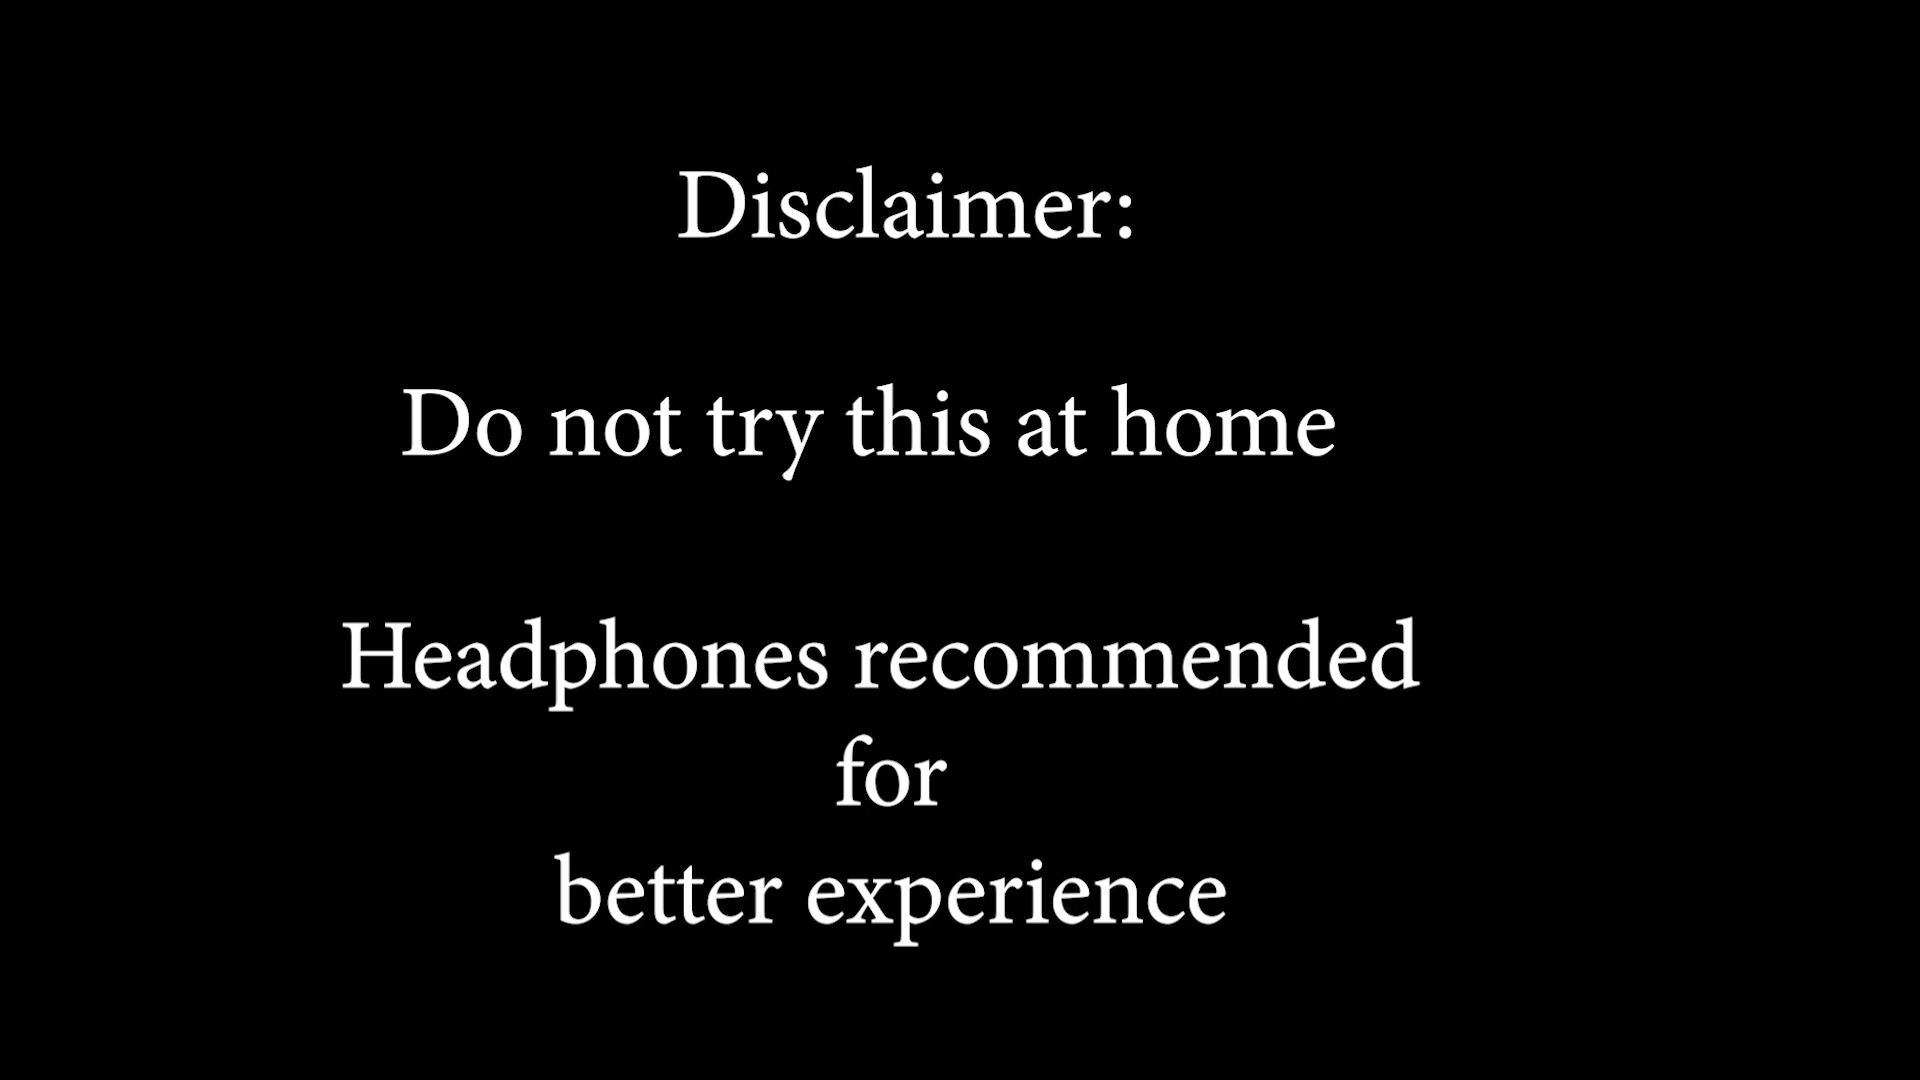 Disclaimer:
Do not try this at home
Headphones recommended
for
better experience